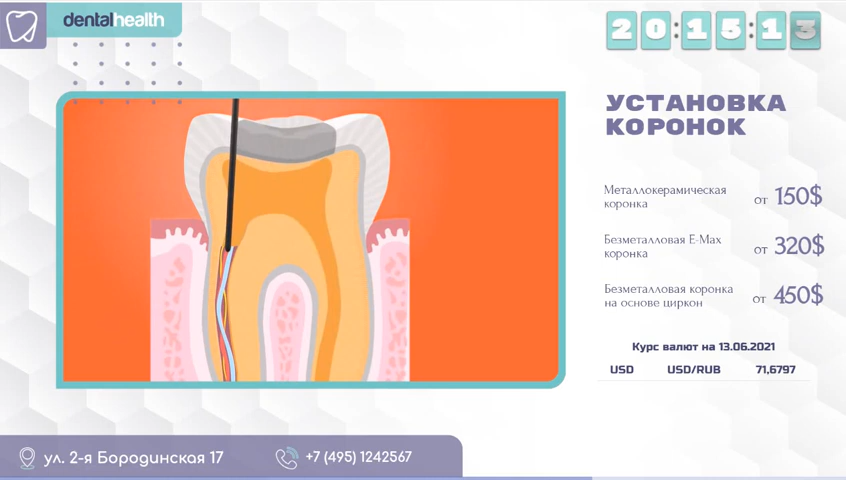 dentalhealth
20:15:13
УСТАНОВКА
КОРОНОК
Металлокерамическая
коронка
от 150$
Безметалловая E-Max
коронка
от 320$
Безметалловая коронка
на основе циркон
от 450$
Курс валют на 13.06.2021
USD USD/RUB 71,6797
ул. 2-я Бородинская 17
+7 (495) 1242567